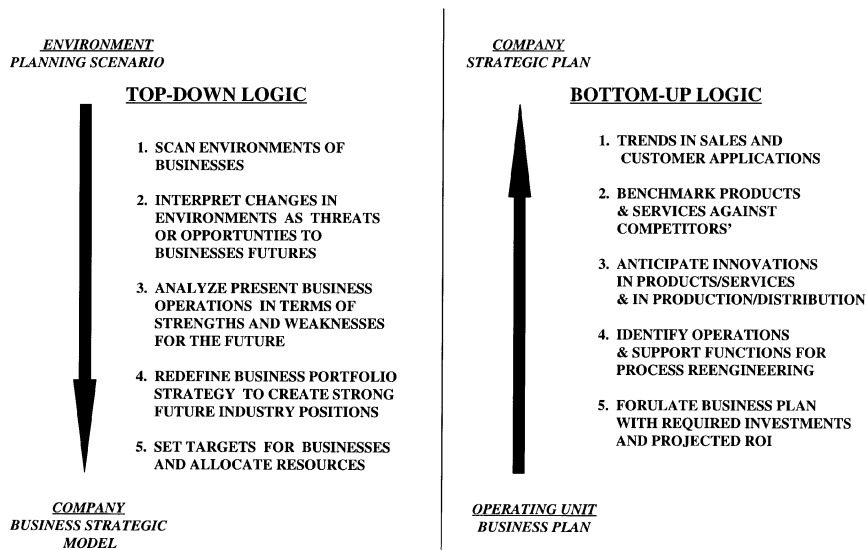 ENVIRONMENT
PLANNING SCENARIO
TOP-DOWN LOGIC
1. SCAN ENVIRONMENTS OF
BUSINESSES
2. INTERPRET CHANGES IN
ENVIRONMENTS AS THREATS
OR OPPORTUNTIES TO
BUSINESSES FUTURES
3. ANALYZE PRESENT BUSINESS
OPERATIONS IN TERMS OF
STRENGTHS AND WEAKNESSES
FOR THE FUTURE
4. REDEFINE BUSINESS PORTFOLIO
STRATEGY TO CREATE STRONG
FUTURE INDUSTRY POSITIONS
5. SET TARGETS FOR BUSINESSES
AND ALLOCATE RESOURCES
COMPANY
BUSINESS STRATEGIC
MODEL
COMPANY
STRATEGIC PLAN
BOTTOM-UP LOGIC
1. TRENDS IN SALES AND
CUSTOMER APPLICATIONS
2. BENCHMARK PRODUCTS
& SERVICES AGAINST
COMPETITORS'
3. ANTICIPATE INNOVATIONS
IN PRODUCTS/SERVICES
& IN PRODUCTION/DISTRIBUTION
4. IDENTIFY OPERATIONS
& SUPPORT FUNCTIONS FOR
PROCESS REENGINEERING
5. FORULATE BUSINESS PLAN
WITH REQUIRED INVESTMENTS
AND PROJECTED ROI
OPERATING UNIT
BUSINESS PLAN